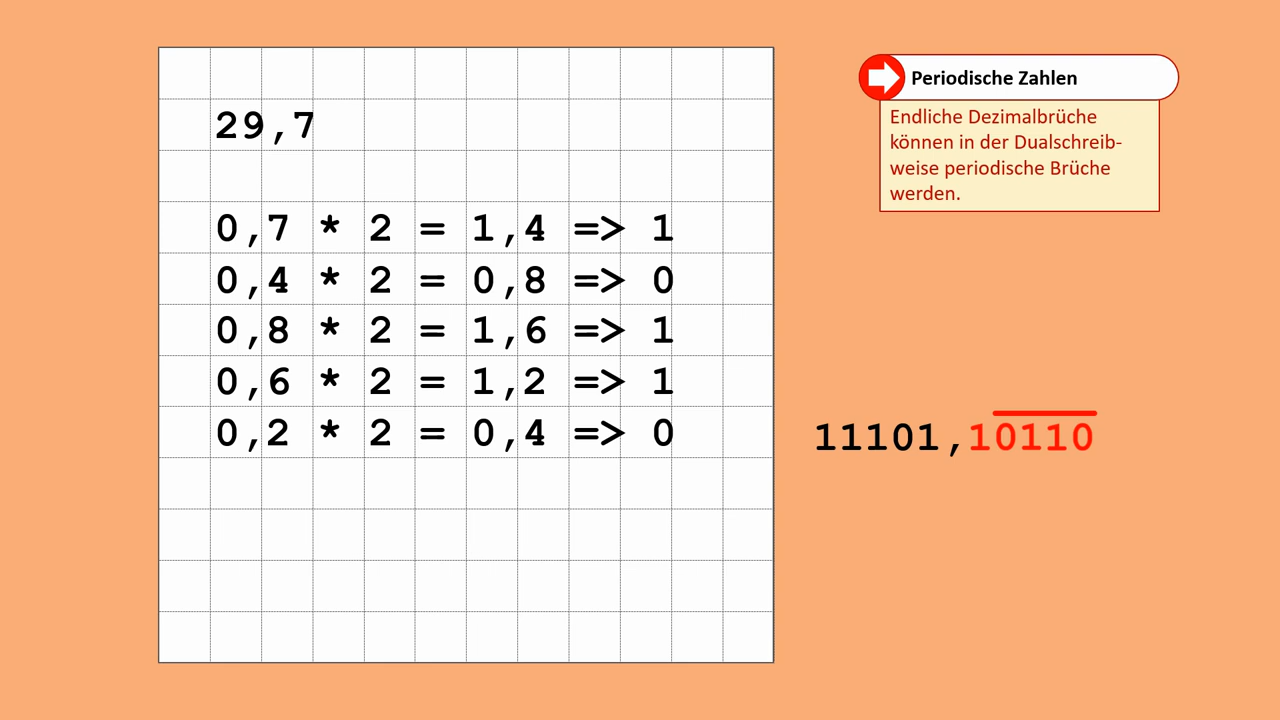 29,7
0,7 * 2 = 1,4 => 1
0,4 * 2 = 0,8 => 0
0,8 * 2 = 1,6 => 1
0,6 * 2 = 1,2 => 1
0,2 * 2 = 0,4 => 0
Periodische Zahlen
Endliche Dezimalbrüche
können in der Dualschreib-
weise periodische Brüche
werden.
11101,10110